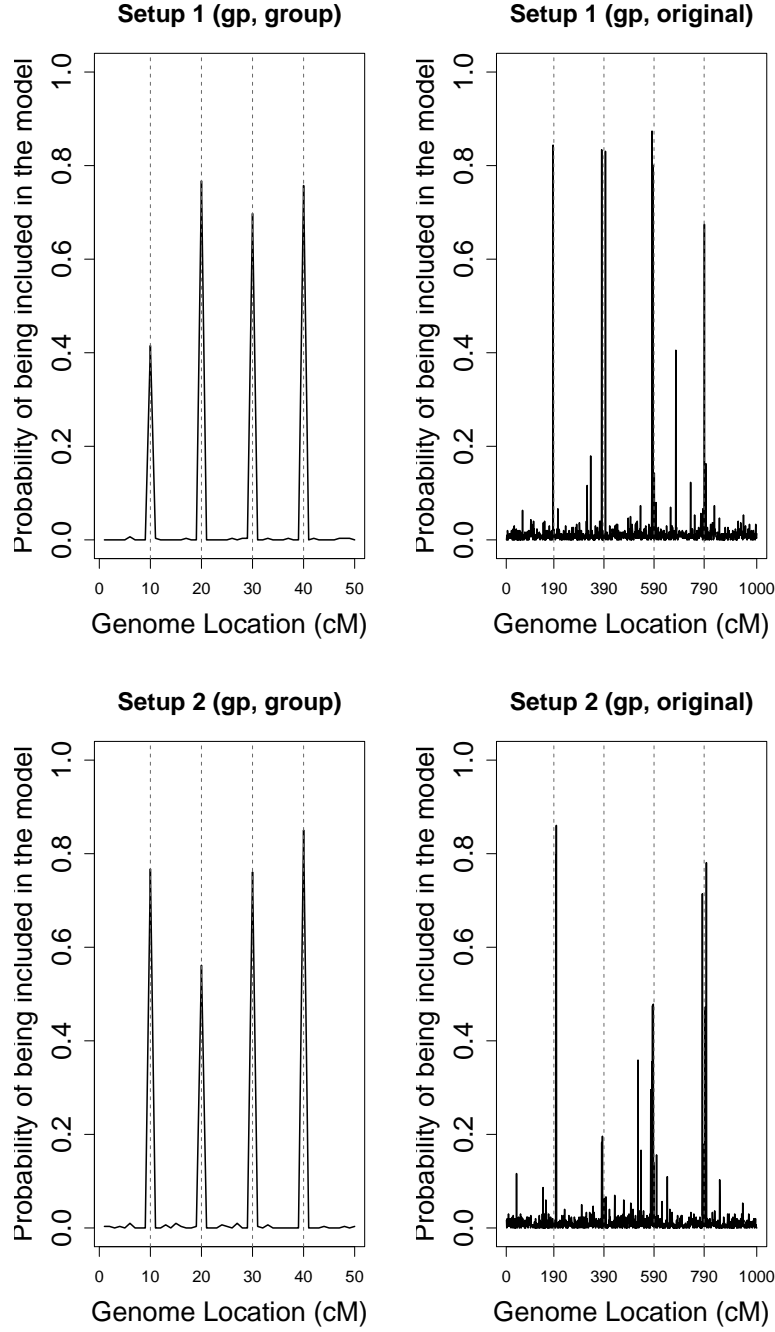 Setup 1 (gp, group)
Probability of being included in the model
0.0 0.2 0.4 0.6 0.8 1.0
0 10 20 30 40 50
Genome Location (cM)
Setup 1 (gp, original)
Probability of being included in the model
0.0 0.2 0.4 0.6 0.8 1.0
0 190 390 590 790 1000
Genome Location (cM)
Setup 2 (gp, group)
Probability of being included in the model
0.0 0.2 0.4 0.6 0.8 1.0
0 10 20 30 40 50
Genome Location (cM)
Setup 2 (gp, original)
Probability of being included in the model
0.0 0.2 0.4 0.6 0.8 1.0
0 190 390 590 790 1000
Genome Location (cM)